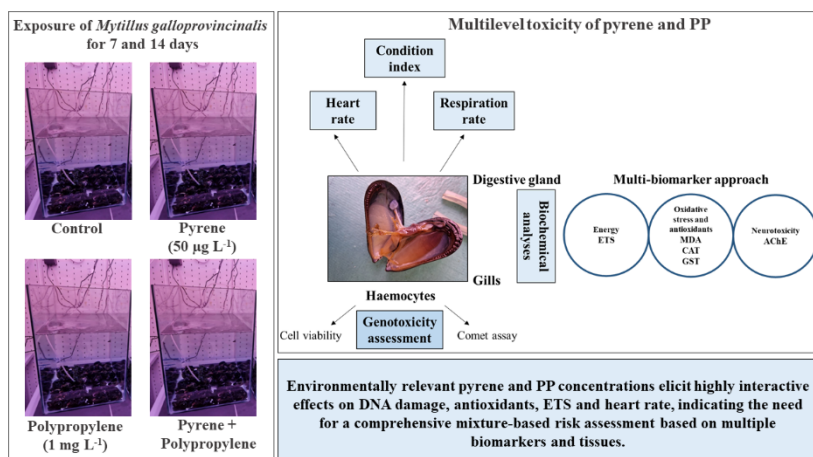 Exposure of Mytillus galloprovincinalis
for 7 and 14 days
Control
Pyrene
(50 µg L⁻¹)
Polypropylene
(1 mg L⁻¹)
Pyrene +
Polypropylene
Multilevel toxicity of pyrene and PP
Condition
index
Heart
rate
Respiration
rate
Digestive gland
Gills
Haemocytes
Cell viability
Genotoxicity
assessment
Comet assay
Biochemical
analyses
Multi-biomarker approach
Energy
ETS
Oxidative
stress and
antioxidants
MDA
CAT
GST
Neurotoxicity
AChE
Environmentally relevant pyrene and PP concentrations elicit highly interactive
effects on DNA damage, antioxidants, ETS and heart rate, indicating the need
for a comprehensive mixture-based risk assessment based on multiple
biomarkers and tissues.